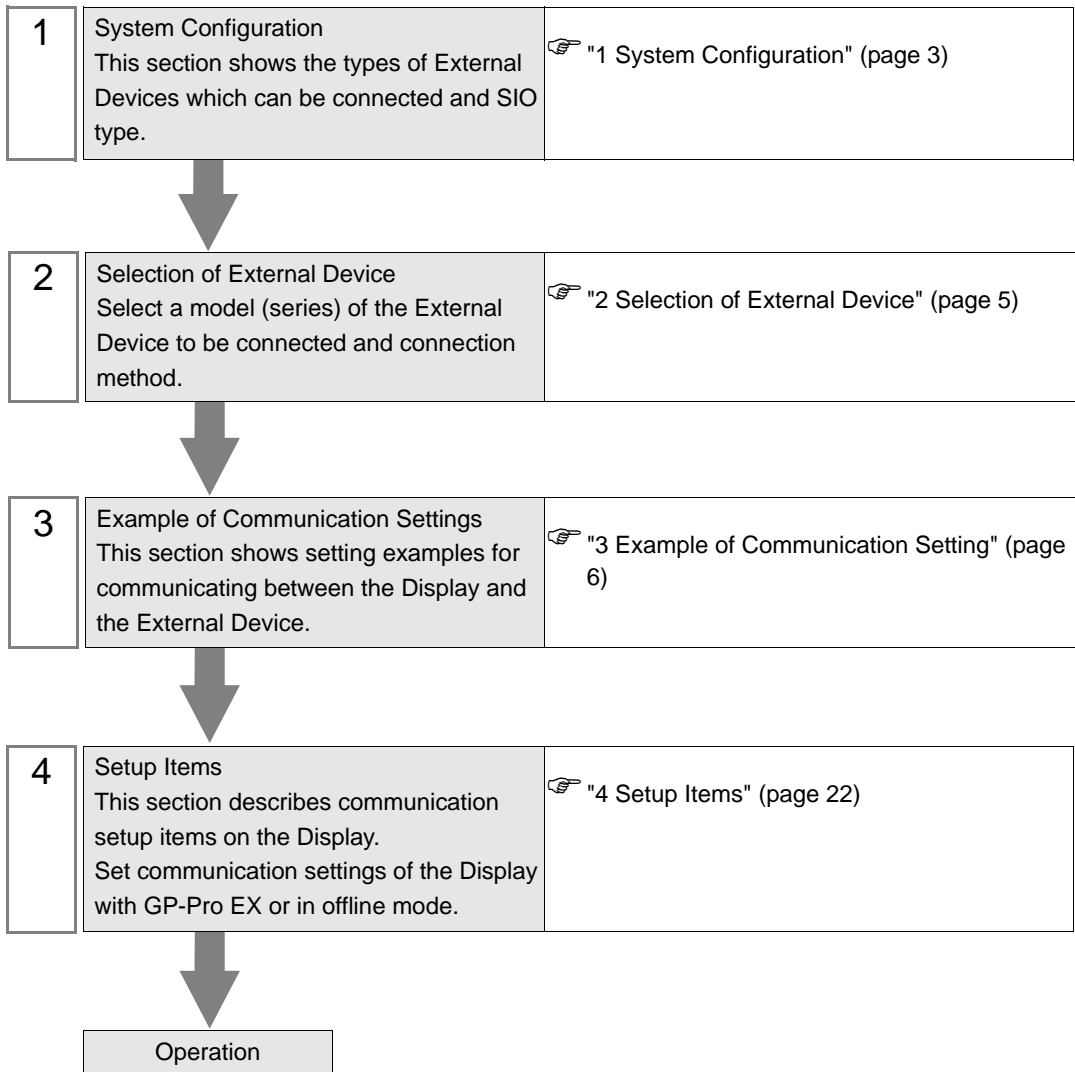 1
System Configuration
This section shows the types of External
Devices which can be connected and SIO
type.
"1 System Configuration" (page 3)
2
Selection of External Device
Select a model (series) of the External
Device to be connected and connection
method.
"2 Selection of External Device" (page 5)
3
Example of Communication Settings
This section shows setting examples for
communicating between the Display and
the External Device.
"3 Example of Communication Setting" (page
6)
4
Setup Items
This section describes communication
setup items on the Display.
Set communication settings of the Display
with GP-Pro EX or in offline mode.
"4 Setup Items" (page 22)
Operation